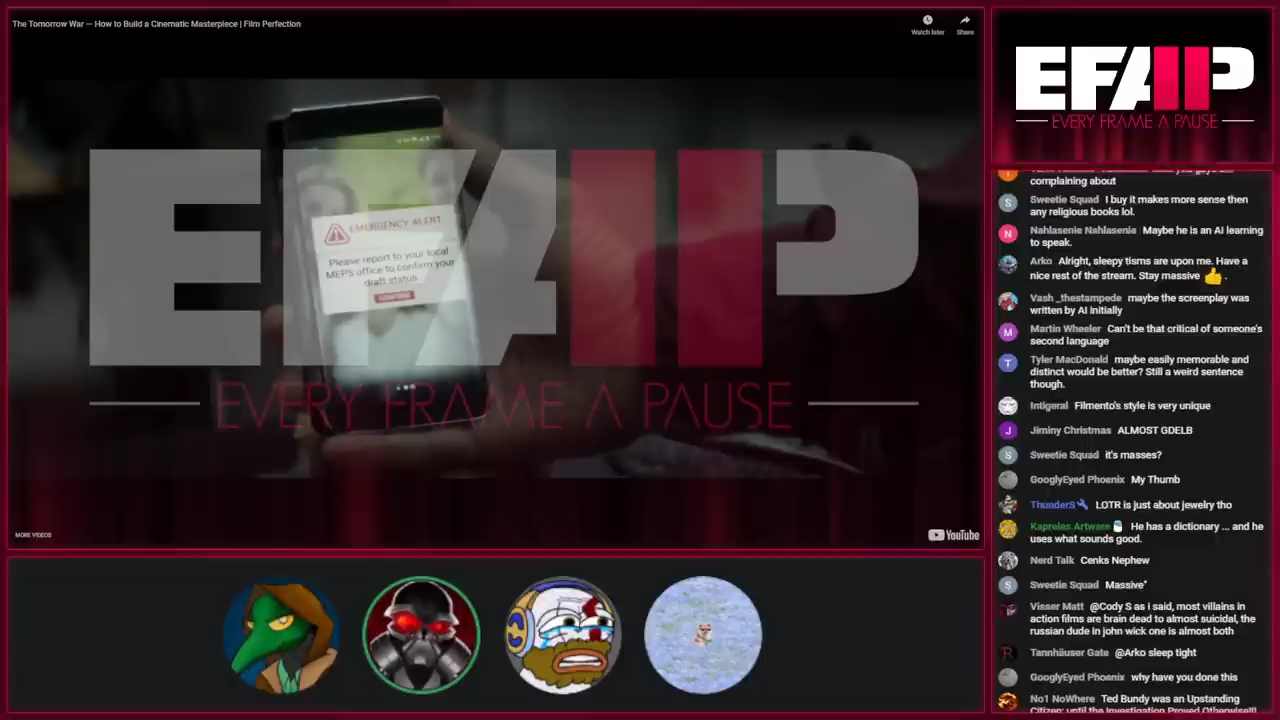 The Tomorrow War – How to Build a Cinematic Masterpiece | Film Perfection
Watch later
Share
EMERGENCY ALERT
Please report to your local
MEPS office to confirm your
draft status.
EFAP
EVERY FRAME A PAUSE
MORE VIDEOS
YouTube
EFAP
EVERY FRAME A PAUSE
complaining about
Sweetie Squad I buy it makes more sense then
any religious books lol.
Nahlasenie Nahlasenie Maybe he is an AI learning
to speak.
Arko Alright, sleepy tisms are upon me. Have a
nice rest of the stream. Stay massive 👍.
Vash _thestampede maybe the screenplay was
written by AI initially
Martin Wheeler Can't be that critical of someone's
second language
Tyler MacDonald maybe easily memorable and
distinct would be better? Still a weird sentence
though.
Intigeral Filmento's style is very unique
Jiminy Christmas ALMOST GDELB
Sweetie Squad it's masses?
GooglyEyed Phoenix My Thumb
ThunderS LOTR is just about jewelry tho
Kapreles Artware He has a dictionary ... and he
uses what sounds good.
Nerd Talk Cenks Nephew
Sweetie Squad Massive*
Visser Matt @Cody S as i said, most villains in
action films are brain dead to almost suicidal, the
russian dude in john wick one is almost both
Tannhäuser Gate @Arko sleep tight
GooglyEyed Phoenix why have you done this
No1 NoWhere Ted Bundy was an Upstanding
Citizen; until the Investigation Proved Otherwise!!!